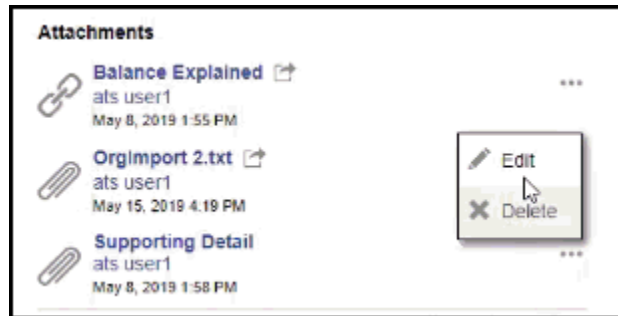 Attachments
Balance Explained
ats user1
May 8, 2019 1:55 PM
OrgImport 2.txt
ats user1
May 15, 2019 4.19 PM
Edit
Delete
Supporting Detail
ats user1
May 8, 2019 1:58 PM